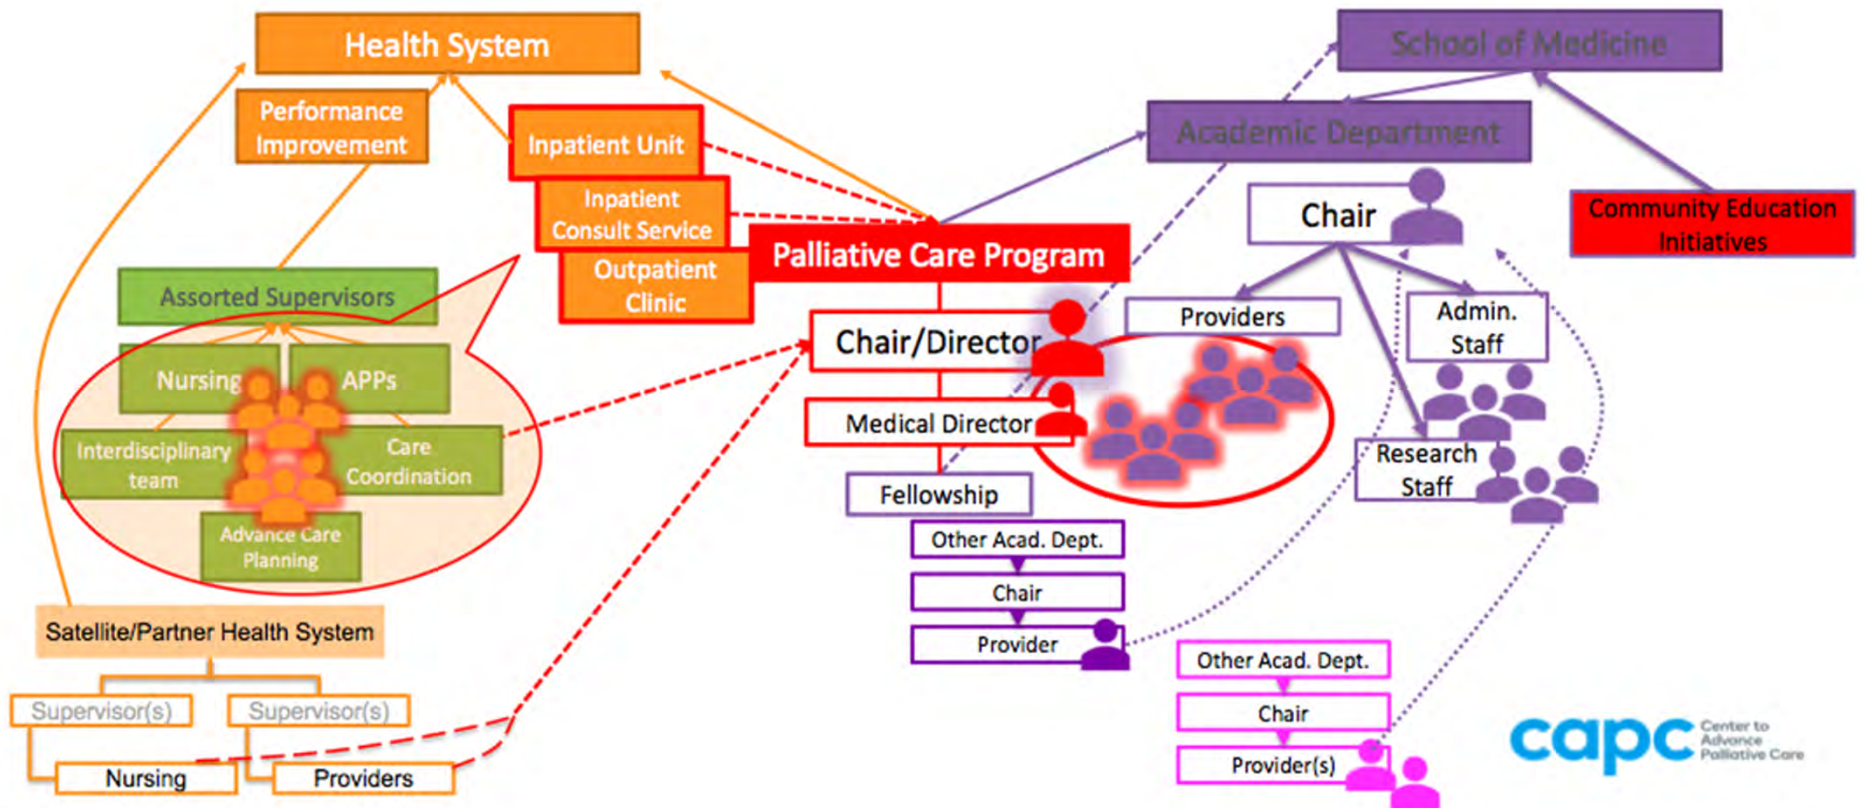 Health System
School of Medicine
Performance
Improvement
Inpatient Unit
Academic Department
Inpatient
Consult Service
Chair
Community Education
Initiatives
Palliative Care Program
Outpatient
Clinic
Assorted Supervisors
Providers
Admin.
Staff
Chair/Director
Nursing
APPs
Medical Director
Interdisciplinary
team
Care
Coordination
Research
Staff
Fellowship
Advance Care
Planning
Other Acad. Dept.
Chair
Provider
Satellite/Partner Health System
Other Acad. Dept.
Chair
Provider(s)
Supervisor(s)
Supervisor(s)
Nursing
Providers
capc
Center to
Advance
Palliative Care